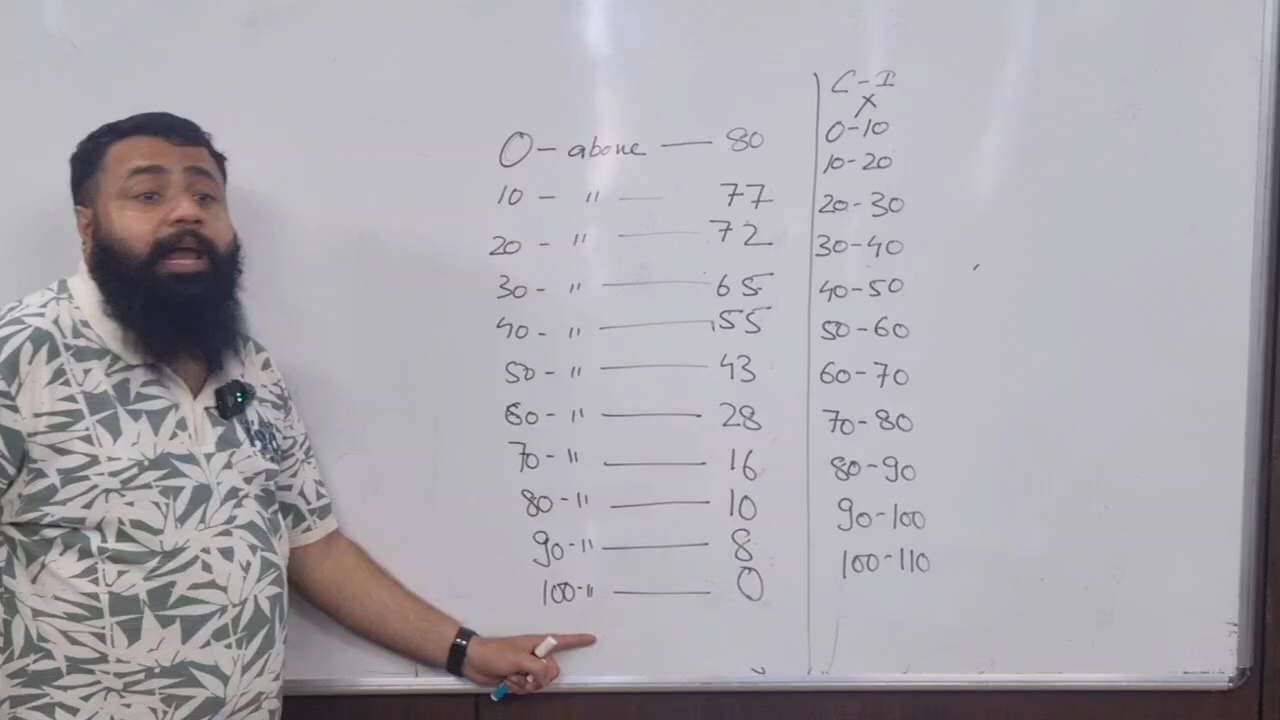 0 - above — 80
10 - " — 77
20 - " — 72
30 - " — 65
40 - " — 55
50 - " — 43
60 - " — 28
70 - " — 16
80 - " — 10
90 - " — 8
100 - " — 0
C - I
X
0-10
10-20
20-30
30-40
40-50
50-60
60-70
70-80
80-90
90-100
100-110